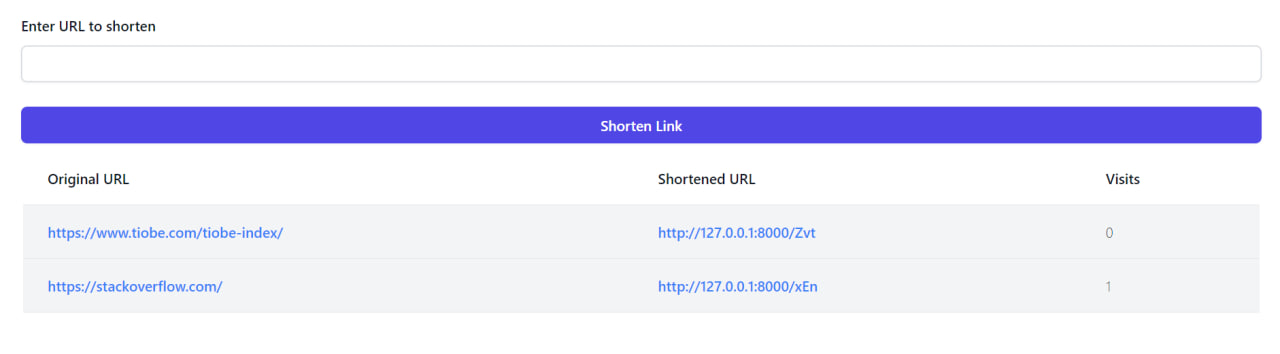 Enter URL to shorten
Shorten Link
Original URL Shortened URL Visits
https://www.tiobe.com/tiobe-index/ http://127.0.0.1:8000/Zvt 0
https://stackoverflow.com/ http://127.0.0.1:8000/xEn 1